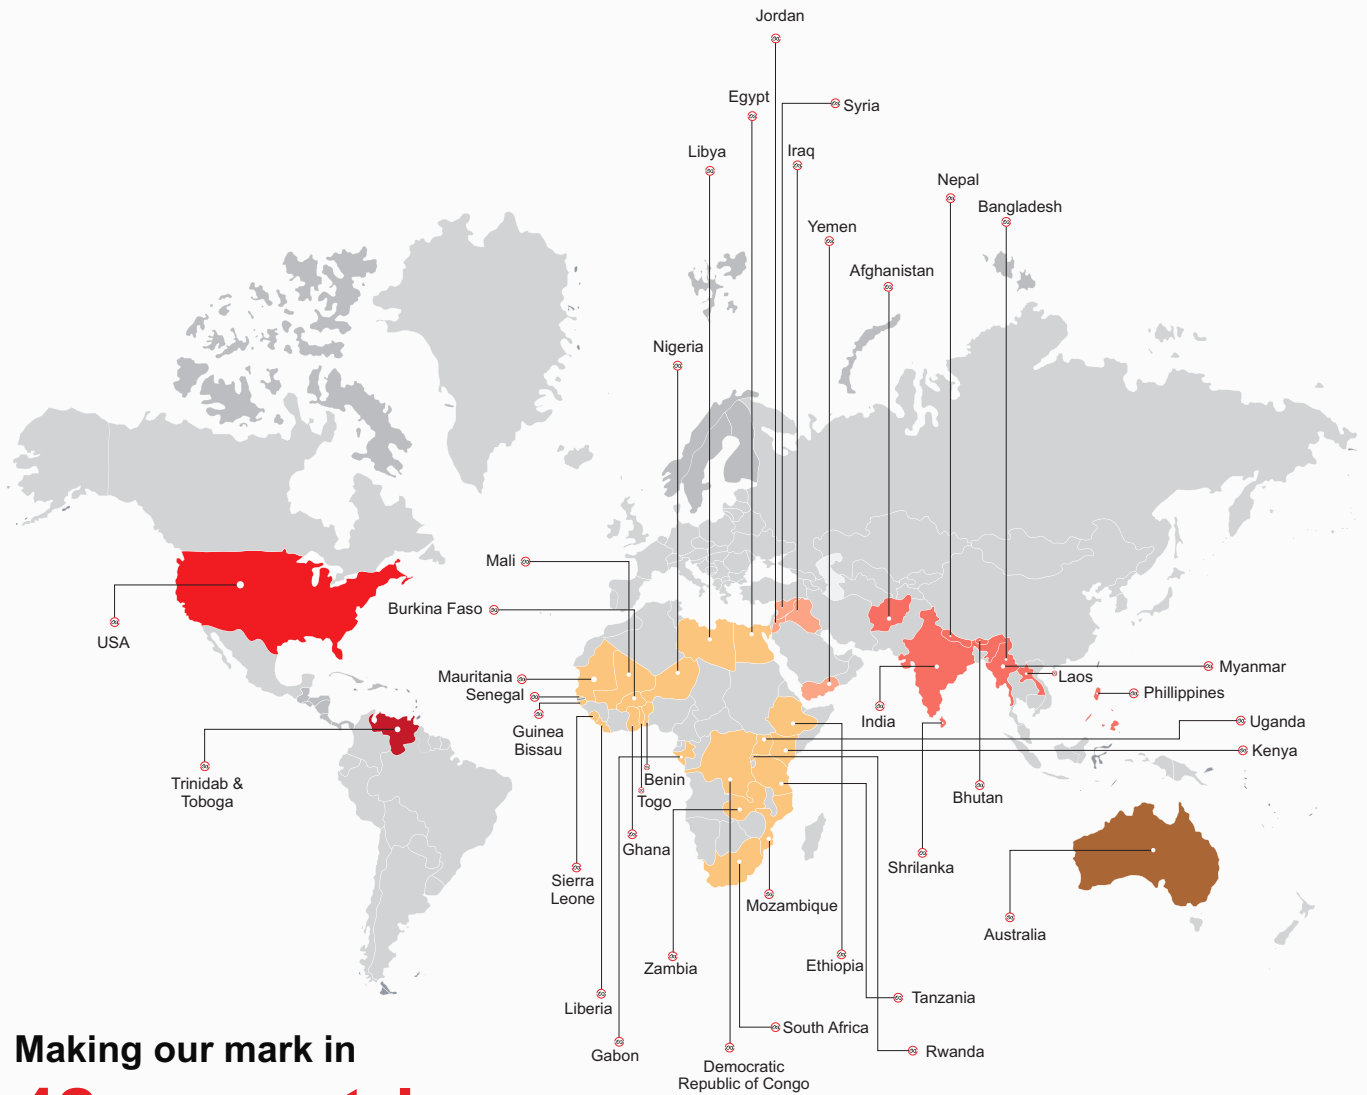 Jordan
Egypt
Syria
Libya
Iraq
Nepal
Bangladesh
Yemen
Afghanistan
Nigeria
Mali
Burkina Faso
USA
Mauritania
Senegal
Guinea
Bissau
Myanmar
Laos
Phillippines
India
Uganda
Kenya
Trinidab &
Toboga
Benin
Togo
Bhutan
Ghana
Shrilanka
Sierra
Leone
Mozambique
Australia
Zambia
Ethiopia
Liberia
Tanzania
South Africa
Gabon
Rwanda
Democratic
Republic of Congo
Making our mark in